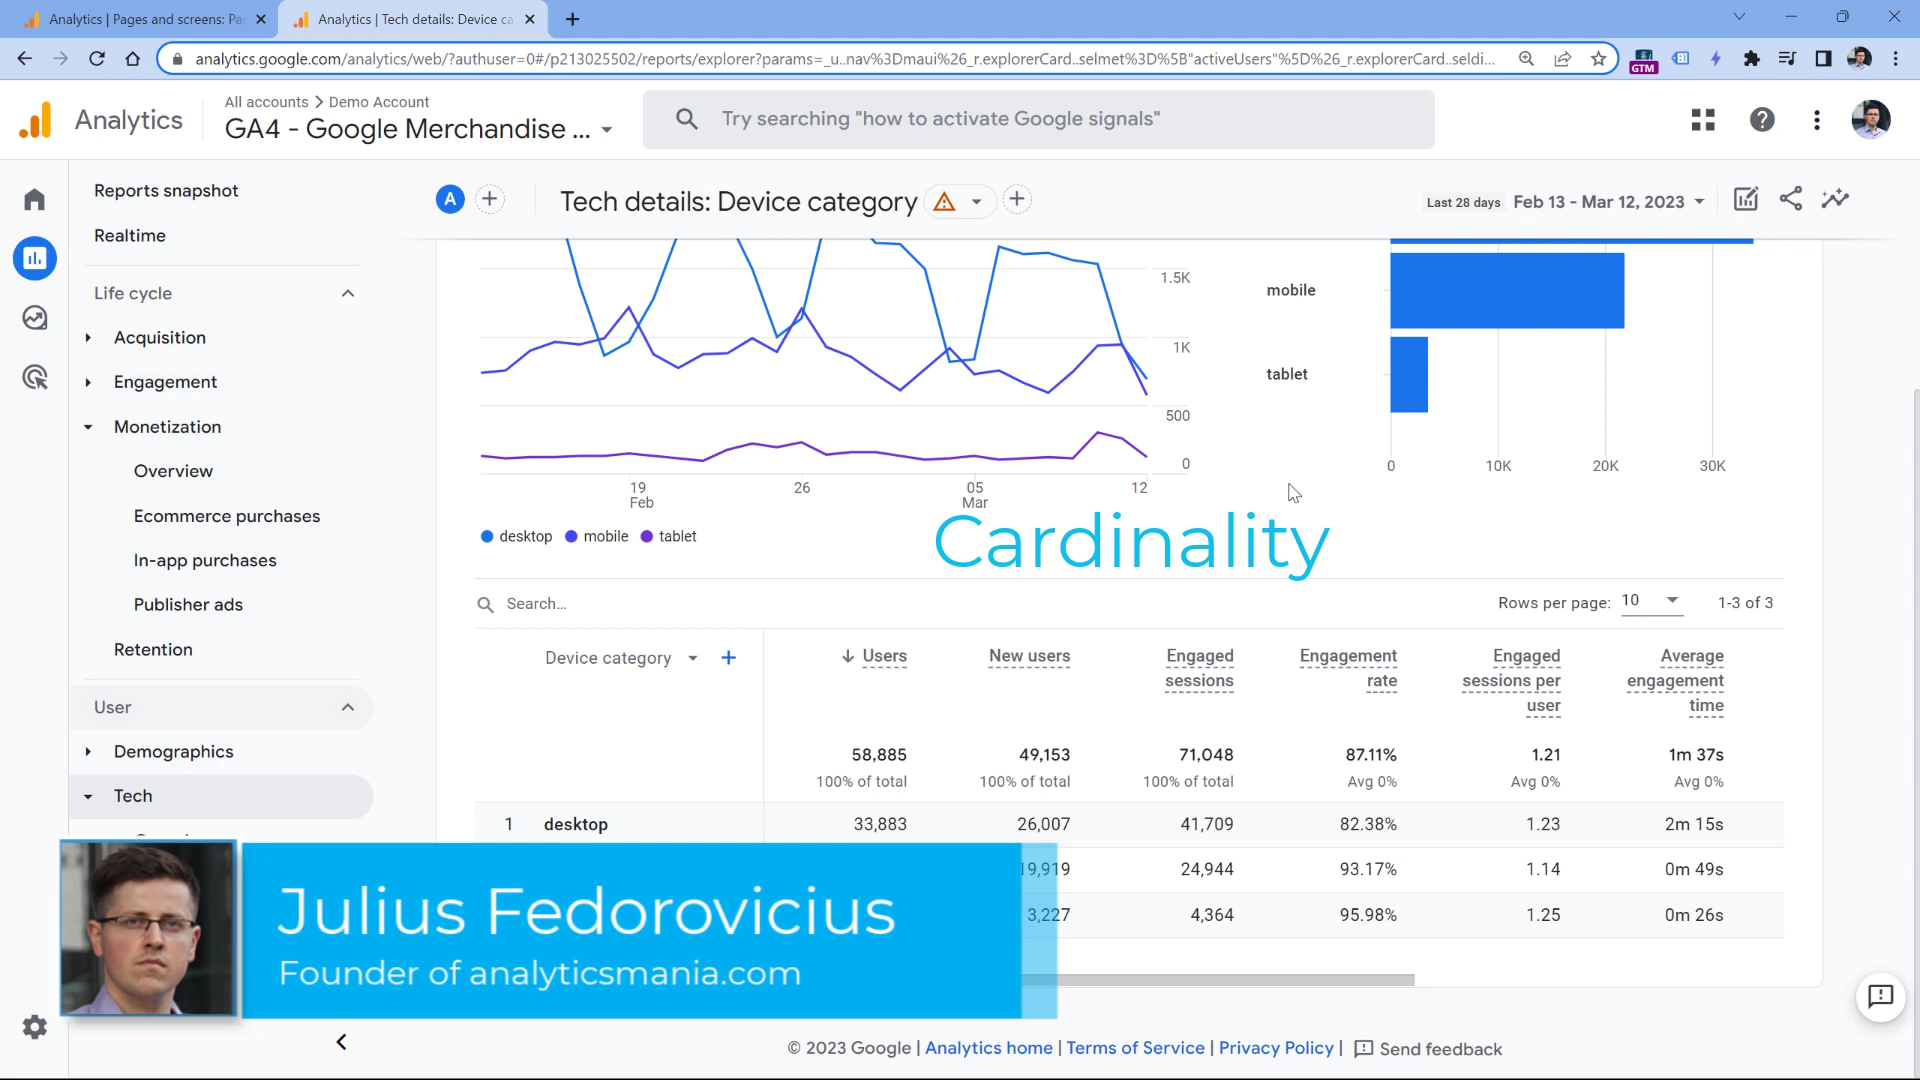 Analytics | Pages and screens: Pa
Analytics | Tech details: Device ca
analytics.google.com/analytics/web/?authuser=0#/p213025502/reports/explorer?params=_u..nav%3Dmaui%26_r.explorerCard..selmet%3D%5B"activeUsers"%5D%26_r.explorerCard..seldi...
GTM
Analytics
All accounts > Demo Account
GA4 - Google Merchandise ...
Try searching "how to activate Google signals"
Reports snapshot
Realtime
Life cycle
Acquisition
Engagement
Monetization
Overview
Ecommerce purchases
In-app purchases
Publisher ads
Retention
User
Demographics
Tech
A
Tech details: Device category
Last 28 days Feb 13 - Mar 12, 2023
1.5K
1K
500
0
19 Feb
26
05 Mar
12
desktop mobile tablet
mobile
tablet
0 10K 20K 30K
Cardinality
Search...
Rows per page: 10 1-3 of 3
Device category
Users
New users
Engaged sessions
Engagement rate
Engaged sessions per user
Average engagement time
58,885 49,153 71,048 87.11% 1.21 1m 37s
100% of total 100% of total 100% of total Avg 0% Avg 0% Avg 0%
1 desktop 33,883 26,007 41,709 82.38% 1.23 2m 15s
19,919 24,944 93.17% 1.14 0m 49s
3,227 4,364 95.98% 1.25 0m 26s
Julius Fedorovicius
Founder of analyticsmania.com
© 2023 Google | Analytics home | Terms of Service | Privacy Policy | Send feedback